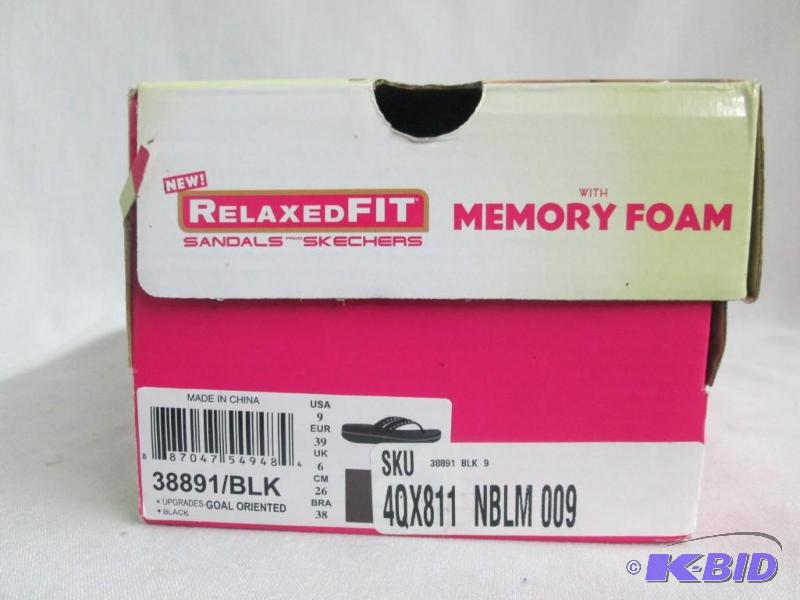 NEW!
RELAXEDFIT
SANDALS FROM SKECHERS
WITH
MEMORY FOAM
MADE IN CHINA
8 87047 54948 4
38891/BLK
• UPGRADES-GOAL ORIENTED
• BLACK
USA
9
EUR
39
UK
6
CM
26
BRA
38
SKU 38891 BLK 9
4QX811 NBLM 009
© K-BID